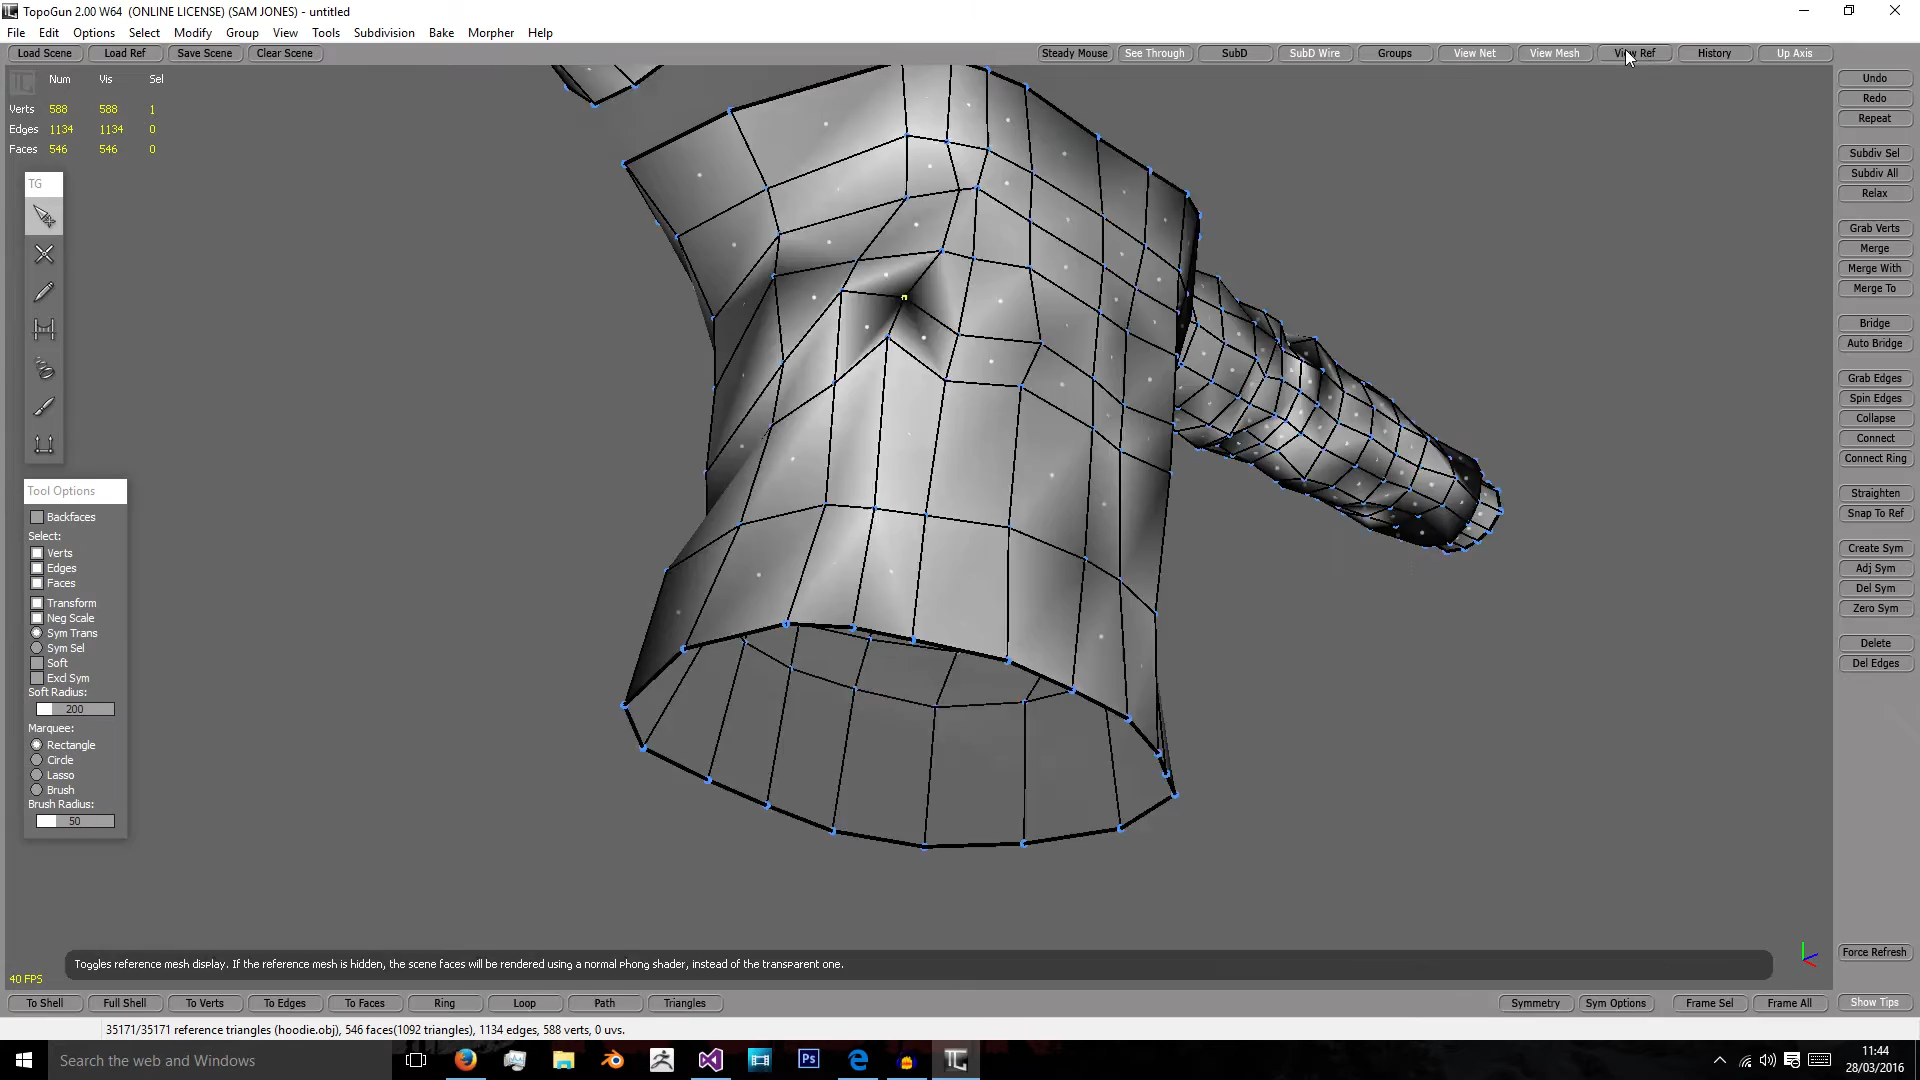 TopoGun 2.00 W64 (ONLINE LICENSE) (SAM JONES) - untitled
File Edit Options Select Modify Group View Tools Subdivision Bake Morpher Help
Load Scene Load Ref Save Scene Clear Scene Steady Mouse See Through SubD SubD Wire Groups View Net View Mesh View Ref History Up Axis
Num Vis Sel
Verts 588 588 1
Edges 1134 1134 0
Faces 546 546 0
TG
Tool Options
Backfaces
Select:
Verts
Edges
Faces
Transform
Neg Scale
Sym Trans
Sym Sel
Soft
Excl Sym
Soft Radius:
200
Marquee:
Rectangle
Circle
Lasso
Brush
Brush Radius:
50
Undo
Redo
Repeat
Subdiv Sel
Subdiv All
Relax
Grab Verts
Merge
Merge With
Merge To
Bridge
Auto Bridge
Grab Edges
Spin Edges
Collapse
Connect
Connect Ring
Straighten
Snap To Ref
Create Sym
Adj Sym
Del Sym
Zero Sym
Delete
Del Edges
Force Refresh
Toggles reference mesh display. If the reference mesh is hidden, the scene faces will be rendered using a normal Phong shader, instead of the transparent one.
40 FPS
To Shell Full Shell To Verts To Edges To Faces Ring Loop Path Triangles Symmetry Sym Options Frame Sel Frame All Show Tips
35171/35171 reference triangles (hoodie.obj), 546 faces(1092 triangles), 1134 edges, 588 verts, 0 uvs.
Search the web and Windows
Ps
11:44
28/03/2016